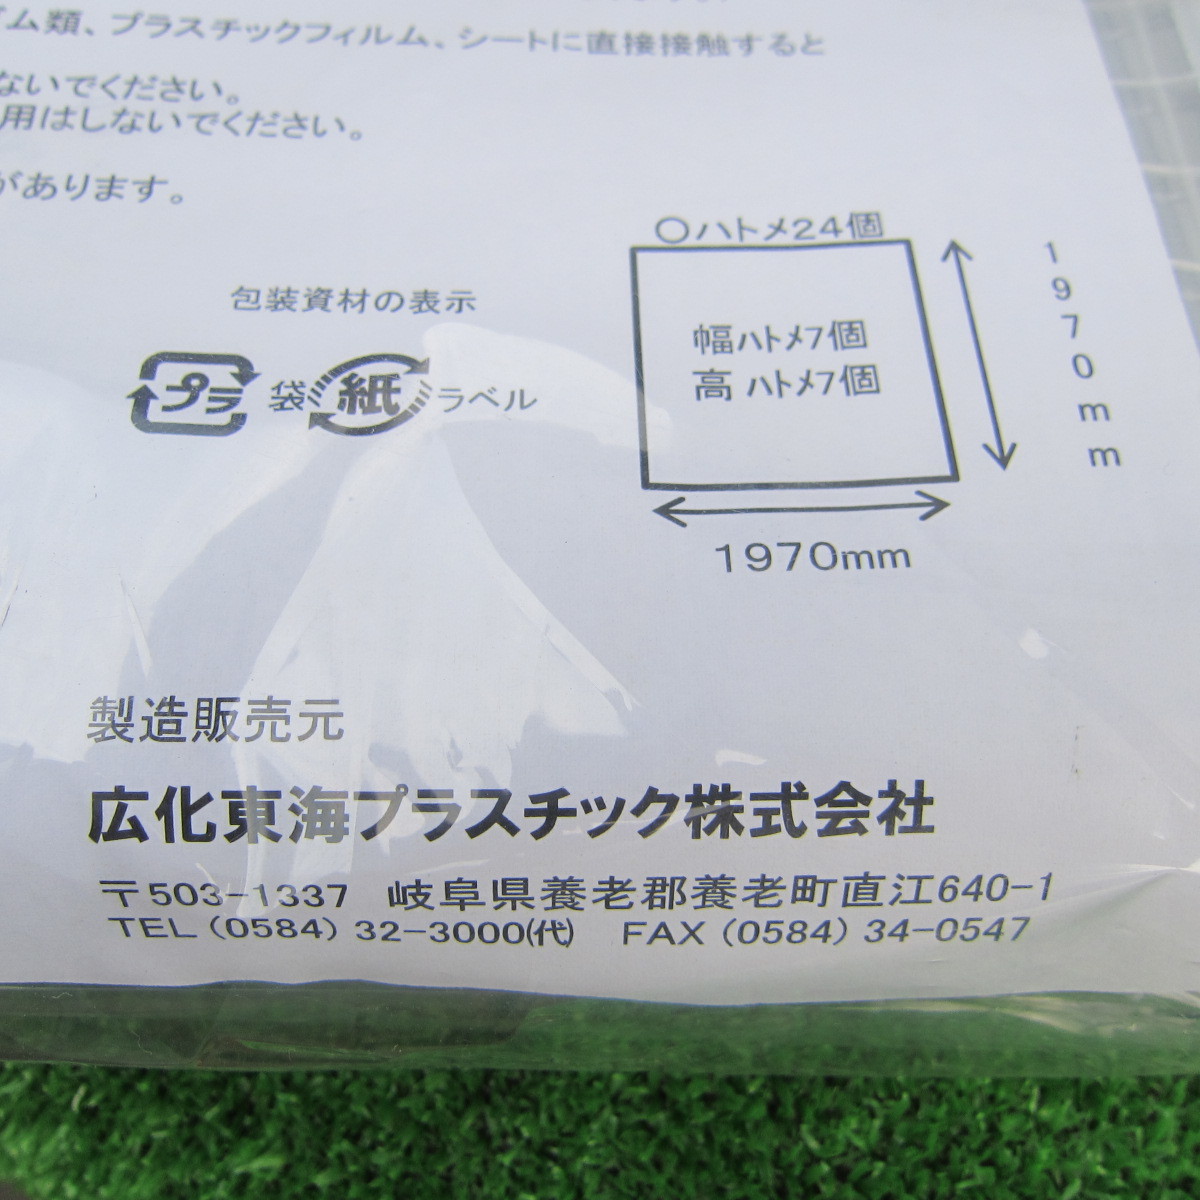 ム類、プラスチックフィルム、シートに直接接触すると
ないでください。
用はしないでください。
があります。
〇ハトメ24個
幅ハトメ7個
高 ハトメ7個
1970mm
1970mm
包装資材の表示
プラ 袋 紙 ラベル
製造販売元
広化東海プラスチック株式会社
〒503-1337 岐阜県養老郡養老町直江640-1
TEL (0584) 32-3000(代) FAX (0584) 34-0547